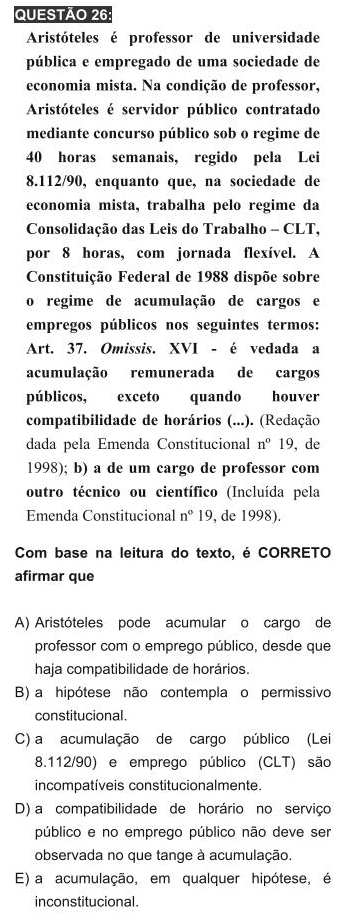 QUESTÃO 26:
Aristóteles é professor de universidade
pública e empregado de uma sociedade de
economia mista. Na condição de professor,
Aristóteles é servidor público contratado
mediante concurso público sob o regime de
40 horas semanais, regido pela Lei
8.112/90, enquanto que, na sociedade de
economia mista, trabalha pelo regime da
Consolidação das Leis do Trabalho – CLT,
por 8 horas, com jornada flexível. A
Constituição Federal de 1988 dispõe sobre
o regime de acumulação de cargos e
empregos públicos nos seguintes termos:
Art. 37. Omissis. XVI - é vedada a
acumulação remunerada de cargos
públicos, exceto quando houver
compatibilidade de horários (...). (Redação
dada pela Emenda Constitucional nº 19, de
1998); b) a de um cargo de professor com
outro técnico ou científico (Incluída pela
Emenda Constitucional nº 19, de 1998).
Com base na leitura do texto, é CORRETO
afirmar que
A) Aristóteles pode acumular o cargo de
professor com o emprego público, desde que
haja compatibilidade de horários.
B) a hipótese não contempla o permissivo
constitucional.
C) a acumulação de cargo público (Lei
8.112/90) e emprego público (CLT) são
incompatíveis constitucionalmente.
D) a compatibilidade de horário no serviço
público e no emprego público não deve ser
observada no que tange à acumulação.
E) a acumulação, em qualquer hipótese, é
inconstitucional.